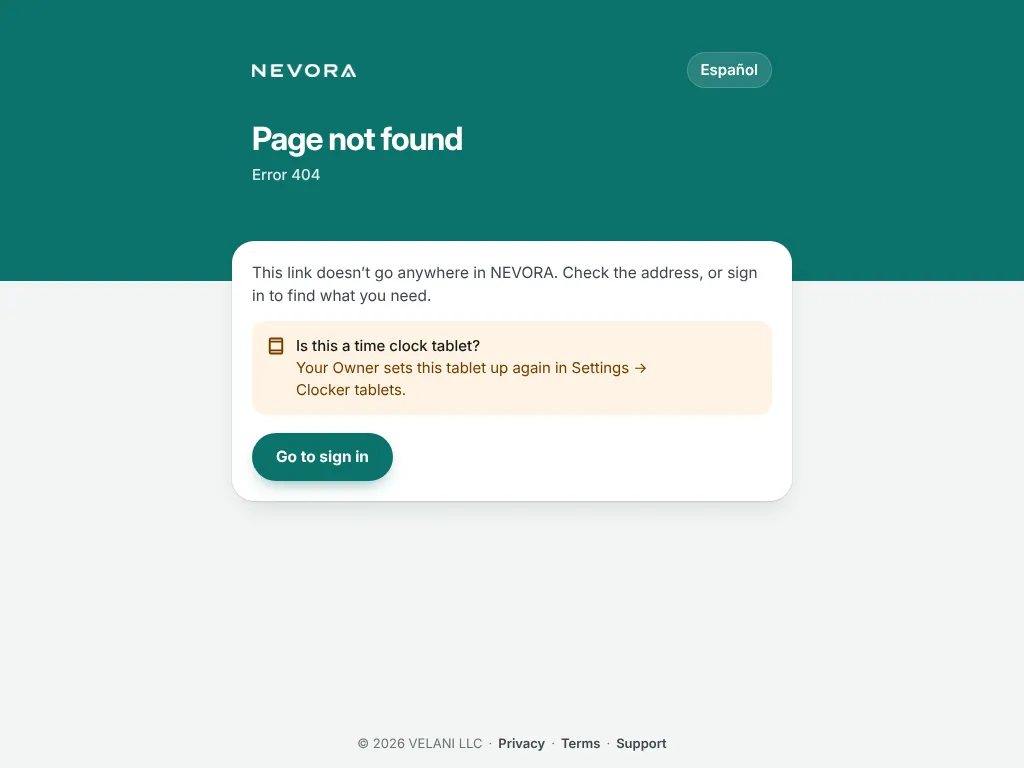 NEVORA
Español
Page not found
Error 404
This link doesn’t go anywhere in NEVORA. Check the address, or sign
in to find what you need.
Is this a time clock tablet?
Your Owner sets this tablet up again in Settings →
Clocker tablets.
Go to sign in
© 2026 VELANI LLC · Privacy · Terms · Support